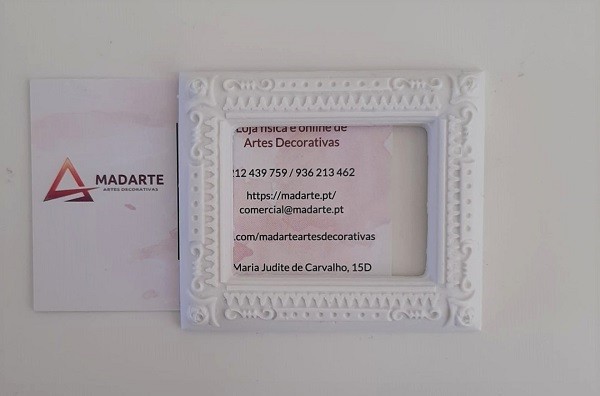 MADARTE
ARTES DECORATIVAS
Loja física e online de
Artes Decorativas
212 439 759 / 936 213 462
https://madarte.pt/
comercial@madarte.pt
.com/madarteartesdecorativas
Maria Judite de Carvalho, 15D